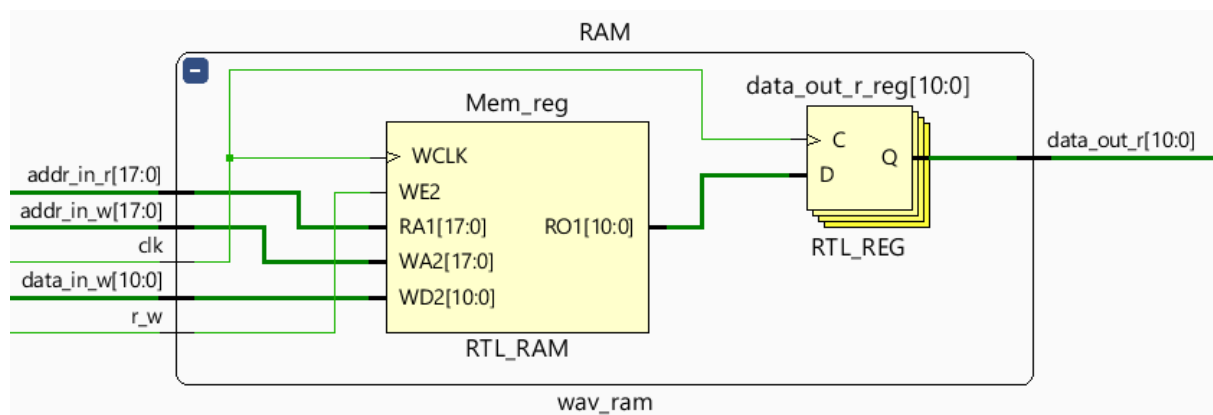 RAM
Mem_reg
data_out_r_reg[10:0]
addr_in_r[17:0]
addr_in_w[17:0]
clk
data_in_w[10:0]
r_w
WCLK
WE2
RA1[17:0]
RO1[10:0]
WA2[17:0]
WD2[10:0]
RTL_RAM
C
Q
D
RTL_REG
data_out_r[10:0]
wav_ram